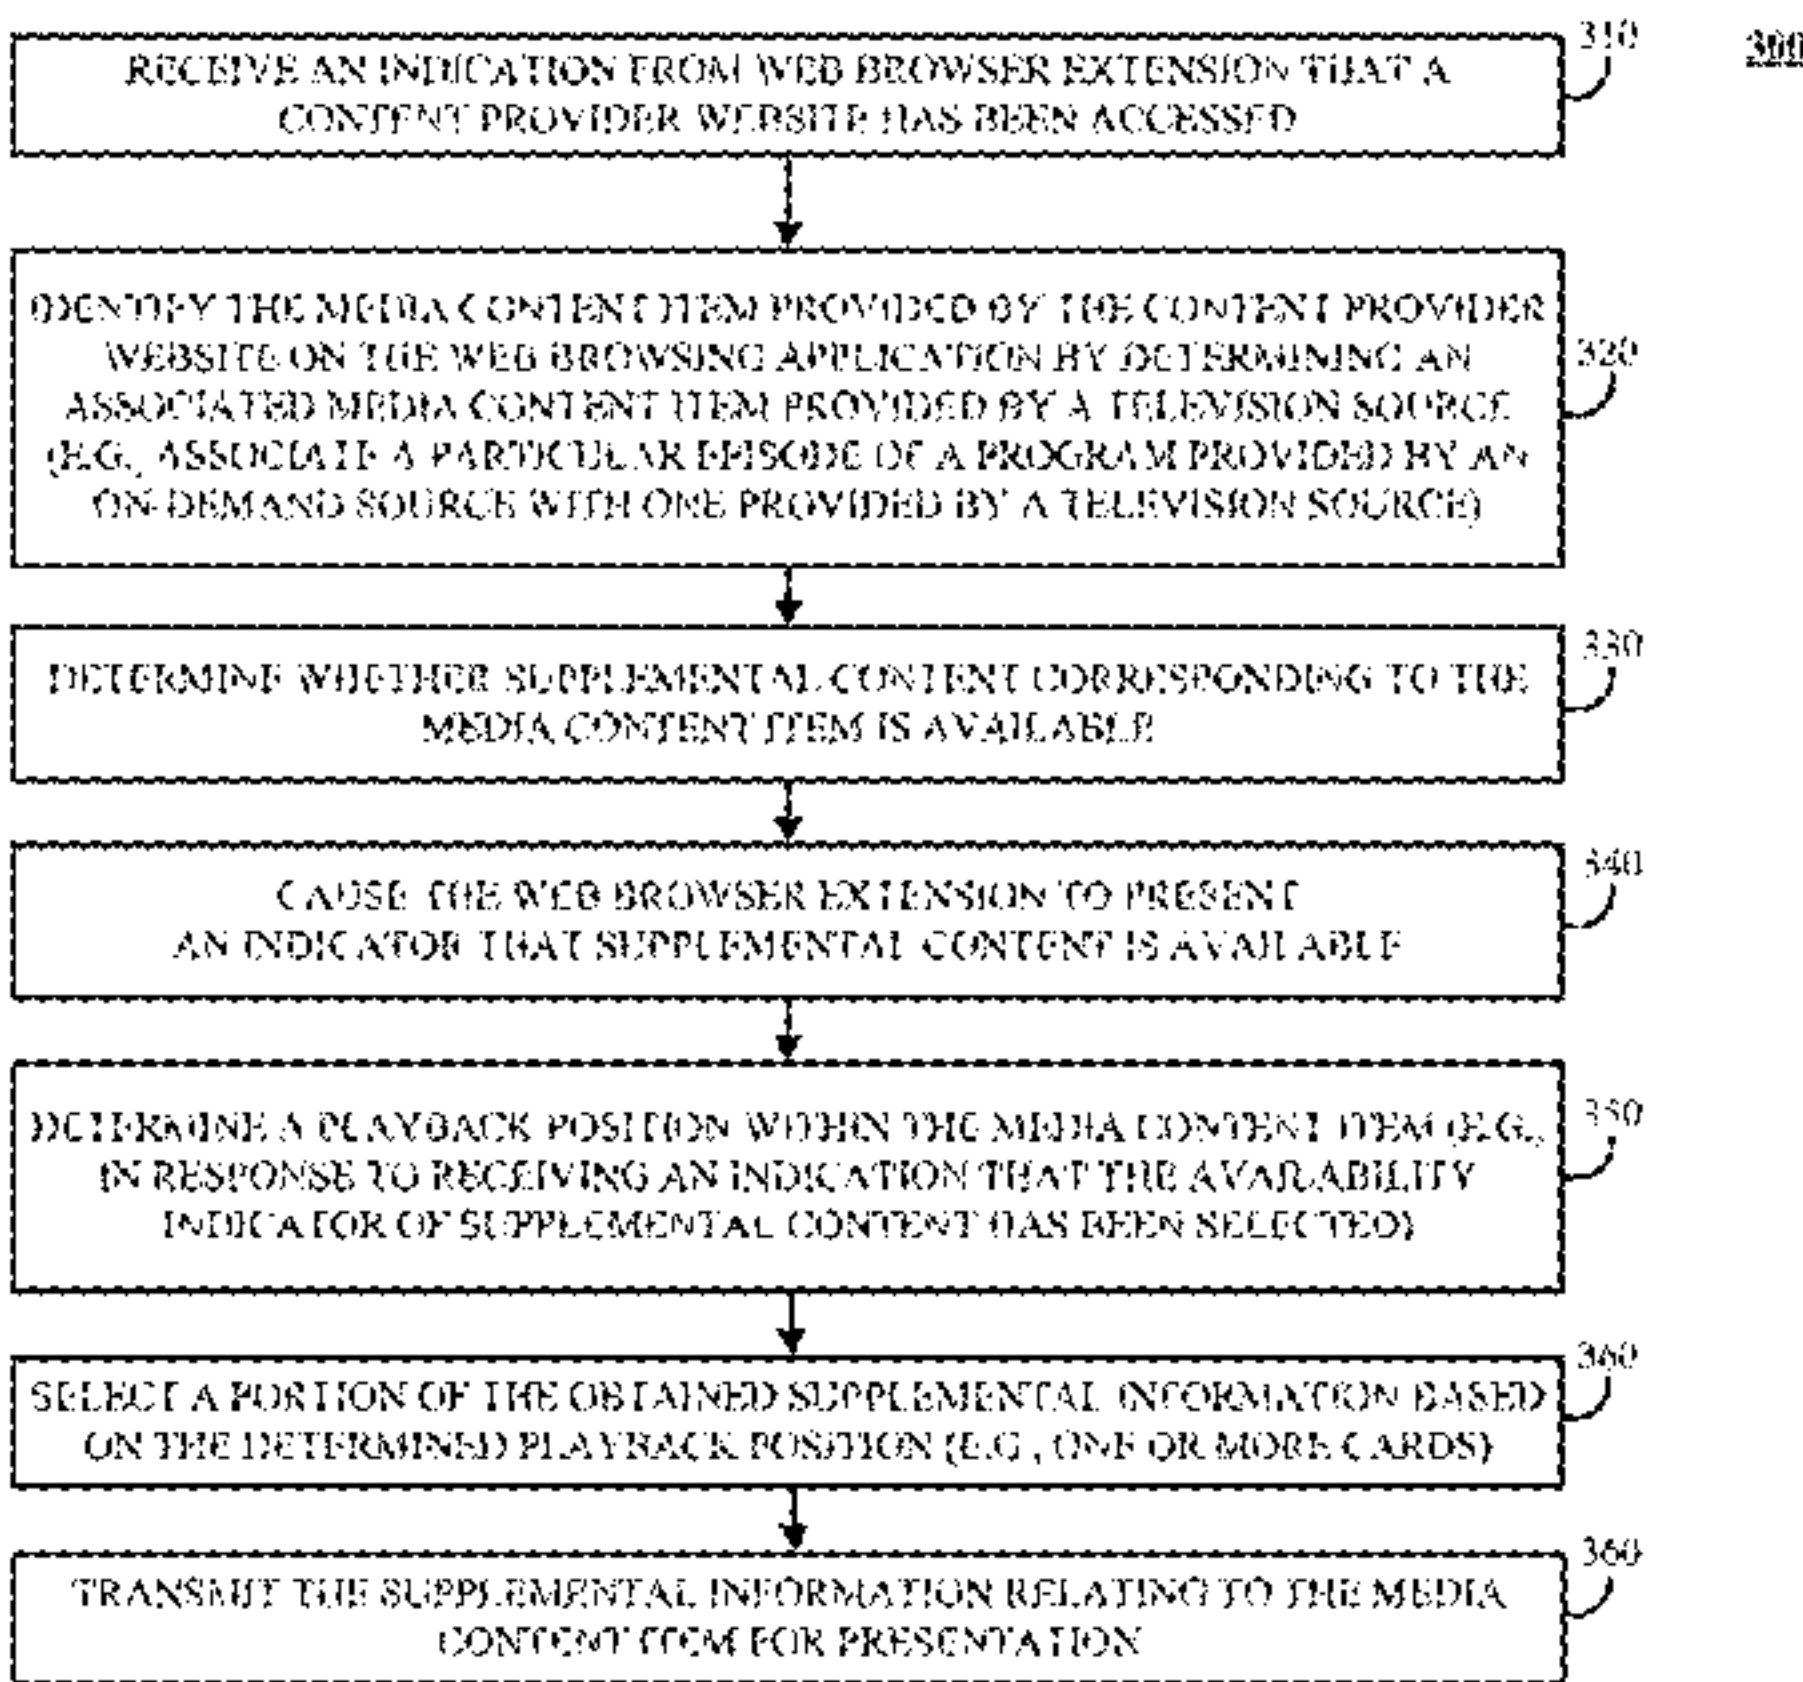 300
310
RECEIVE AN INDICATION FROM WEB BROWSER EXTENSION THAT A
CONTENT PROVIDER WEBSITE HAS BEEN ACCESSED
320
IDENTIFY THE MEDIA CONTENT ITEM PROVIDED BY THE CONTENT PROVIDER
WEBSITE ON THE WEB BROWSING APPLICATION BY DETERMINING AN
ASSOCIATED MEDIA CONTENT ITEM PROVIDED BY A TELEVISION SOURCE
(E.G., ASSOCIATE A PARTICULAR EPISODE OF A PROGRAM PROVIDED BY AN
ON-DEMAND SOURCE WITH ONE PROVIDED BY A TELEVISION SOURCE)
330
DETERMINE WHETHER SUPPLEMENTAL CONTENT CORRESPONDING TO THE
MEDIA CONTENT ITEM IS AVAILABLE
340
CAUSE THE WEB BROWSER EXTENSION TO PRESENT
AN INDICATOR THAT SUPPLEMENTAL CONTENT IS AVAILABLE
350
DETERMINE A PLAYBACK POSITION WITHIN THE MEDIA CONTENT ITEM (E.G.,
IN RESPONSE TO RECEIVING AN INDICATION THAT THE AVAILABILITY
INDICATOR OF SUPPLEMENTAL CONTENT HAS BEEN SELECTED)
360
SELECT A PORTION OF THE OBTAINED SUPPLEMENTAL INFORMATION BASED
ON THE DETERMINED PLAYBACK POSITION (E.G., ONE OR MORE CARDS)
360
TRANSMIT THE SUPPLEMENTAL INFORMATION RELATING TO THE MEDIA
CONTENT ITEM FOR PRESENTATION